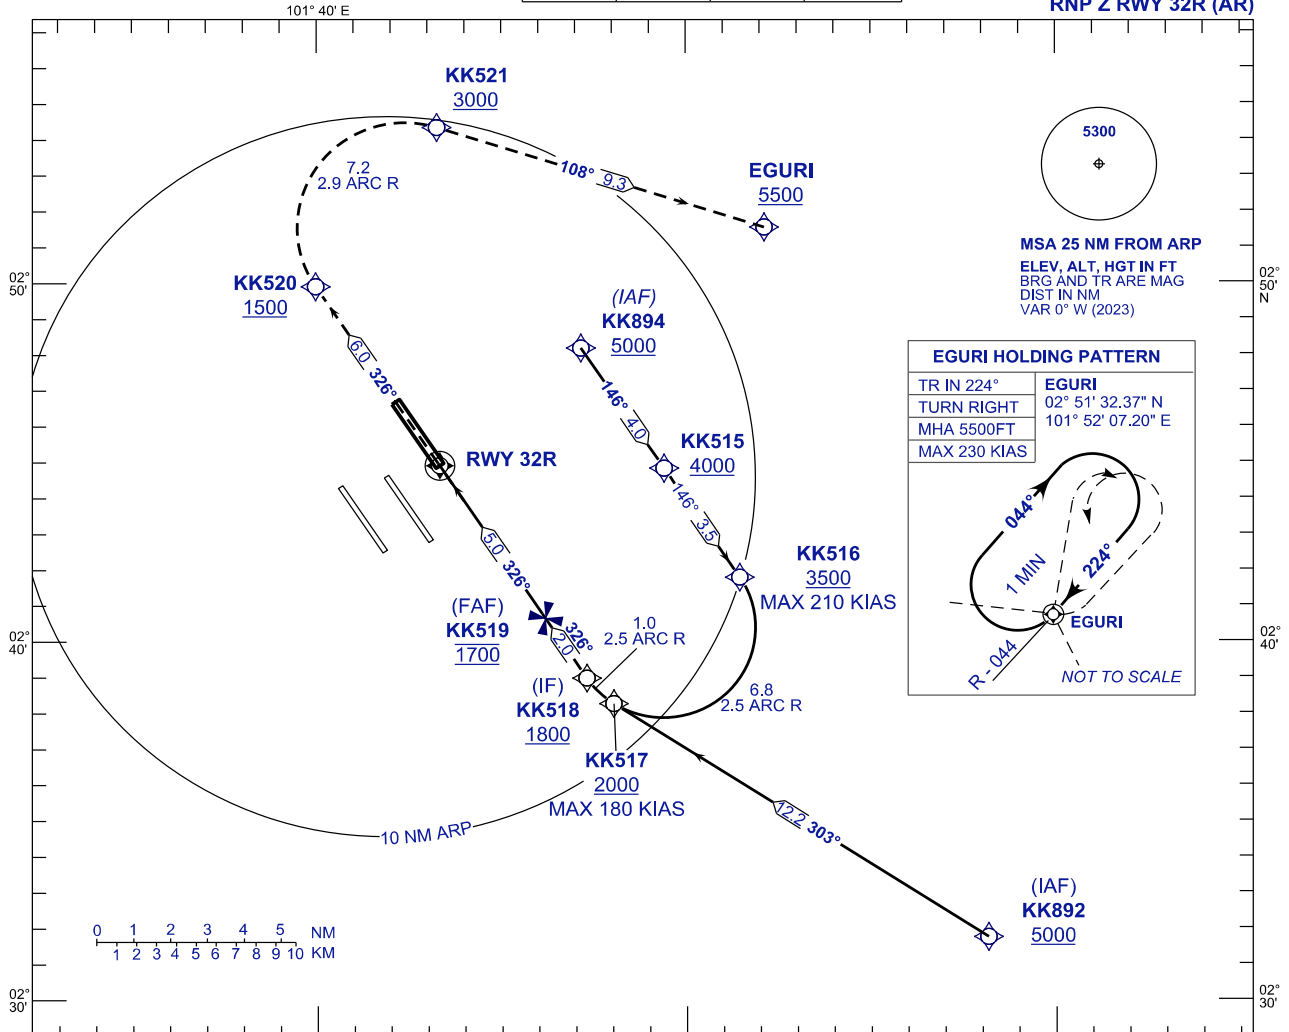 RNP Z RWY 32R (AR)
101° 40' E
KK521
3000
7.2
2.9 ARC R
108° 9.3
EGURI
5500
5300
MSA 25 NM FROM ARP
ELEV, ALT, HGT IN FT
BRG AND TR ARE MAG
DIST IN NM
VAR 0° W (2023)
02°
50'
02°
50'
N
KK520
1500
(IAF)
KK894
5000
6.0 326°
146° 4.0
KK515
4000
RWY 32R
146° 3.5
KK516
3500
MAX 210 KIAS
5.0 326°
(FAF)
KK519
1700
326°
2.0
1.0
2.5 ARC R
(IF)
KK518
1800
6.8
2.5 ARC R
KK517
2000
MAX 180 KIAS
10 NM ARP
12.2 303°
(IAF)
KK892
5000
EGURI HOLDING PATTERN
TR IN 224°
TURN RIGHT
MHA 5500FT
MAX 230 KIAS
EGURI
02° 51' 32.37" N
101° 52' 07.20" E
044°
1 MIN
224°
EGURI
R - 044
NOT TO SCALE
02°
40'
02°
40'
0 1 2 3 4 5 NM
1 2 3 4 5 6 7 8 9 10 KM
02°
30'
02°
30'